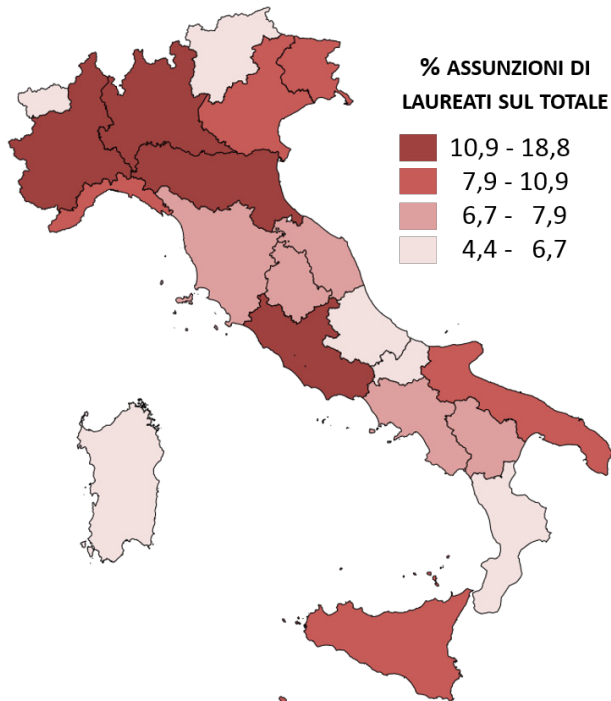 % ASSUNZIONI DI
LAUREATI SUL TOTALE
10,9 - 18,8
7,9 - 10,9
6,7 - 7,9
4,4 - 6,7